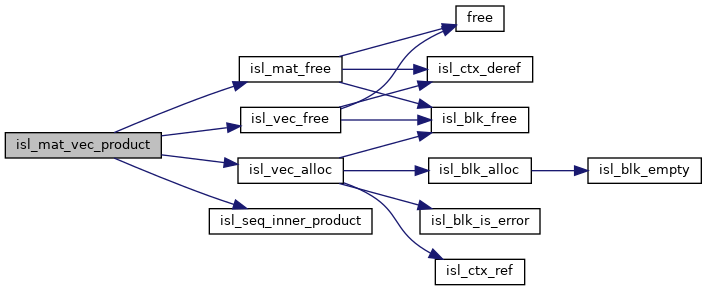 free
isl_mat_free
isl_ctx_deref
isl_vec_free
isl_blk_free
isl_mat_vec_product
isl_vec_alloc
isl_blk_alloc
isl_blk_empty
isl_seq_inner_product
isl_blk_is_error
isl_ctx_ref